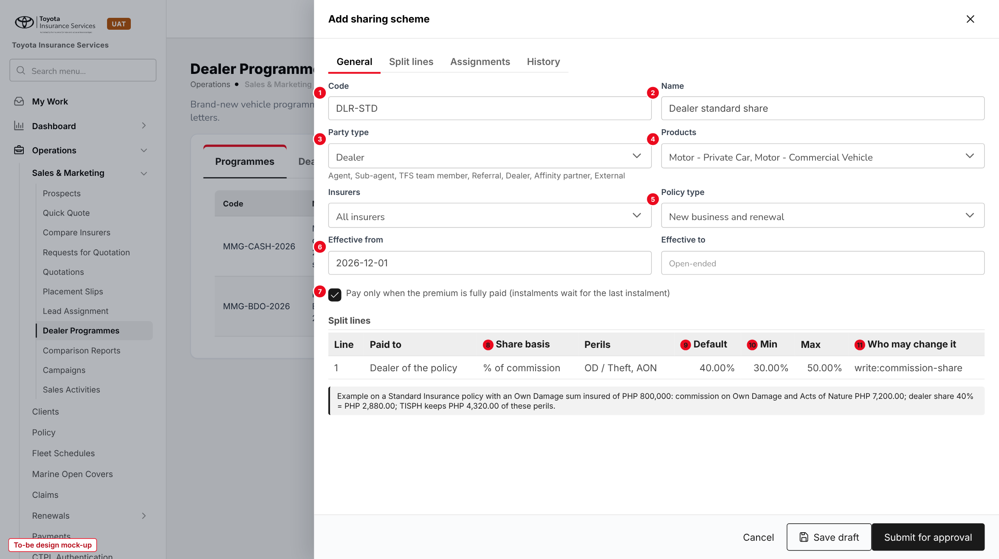 Toyota
Insurance Services
UAT
Toyota Insurance Services
Search menu...
My Work
Dashboard
Operations
Sales & Marketing
Prospects
Quick Quote
Compare Insurers
Requests for Quotation
Quotations
Placement Slips
Lead Assignment
Dealer Programmes
Comparison Reports
Campaigns
Sales Activities
Clients
Policy
Fleet Schedules
Marine Open Covers
Claims
Renewals
Payments
To-be design mock-up
CTPL Authentication
Operations • Sales & Marketing
Brand-new vehicle
letters.
Programmes
Code
MMG-CASH-2026
MMG-BDO-2026
Add sharing scheme
General Split lines Assignments History
1 Code
DLR-STD
2 Name
Dealer standard share
3 Party type
Dealer
Agent, Sub-agent, TFS team member, Referral, Dealer, Affinity partner, External
4 Products
Motor - Private Car, Motor - Commercial Vehicle
Insurers
All insurers
5 Policy type
New business and renewal
6 Effective from
2026-12-01
Effective to
Open-ended
7 Pay only when the premium is fully paid (instalments wait for the last instalment)
Split lines
Line Paid to 8 Share basis Perils 9 Default 10 Min Max 11 Who may change it
1 Dealer of the policy % of commission OD / Theft, AON 40.00% 30.00% 50.00% write:commission-share
Example on a Standard Insurance policy with an Own Damage sum insured of PHP 800,000: commission on Own Damage and Acts of Nature PHP 7,200.00; dealer share 40%
= PHP 2,880.00; TISPH keeps PHP 4,320.00 of these perils.
Cancel Save draft Submit for approval